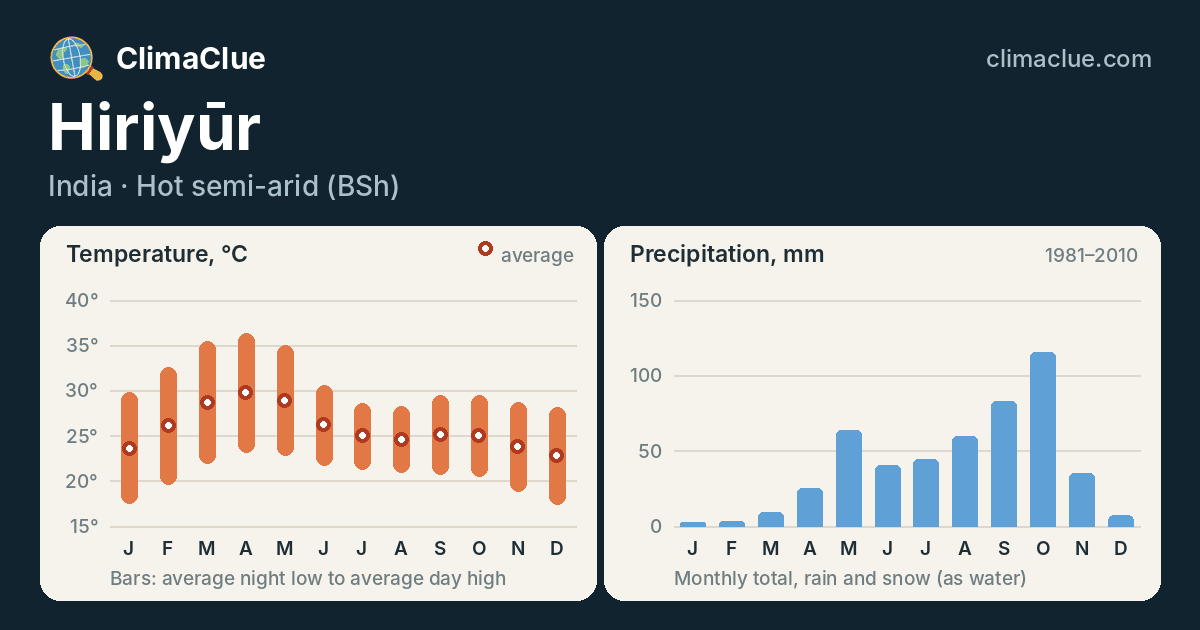 ClimaClue
climaclue.com
Hiriyūr
India · Hot semi-arid (BSh)
Temperature, °C
average
40°
35°
30°
25°
20°
15°
J F M A M J J A S O N D
Bars: average night low to average day high
Precipitation, mm
1981–2010
150
100
50
0
J F M A M J J A S O N D
Monthly total, rain and snow (as water)